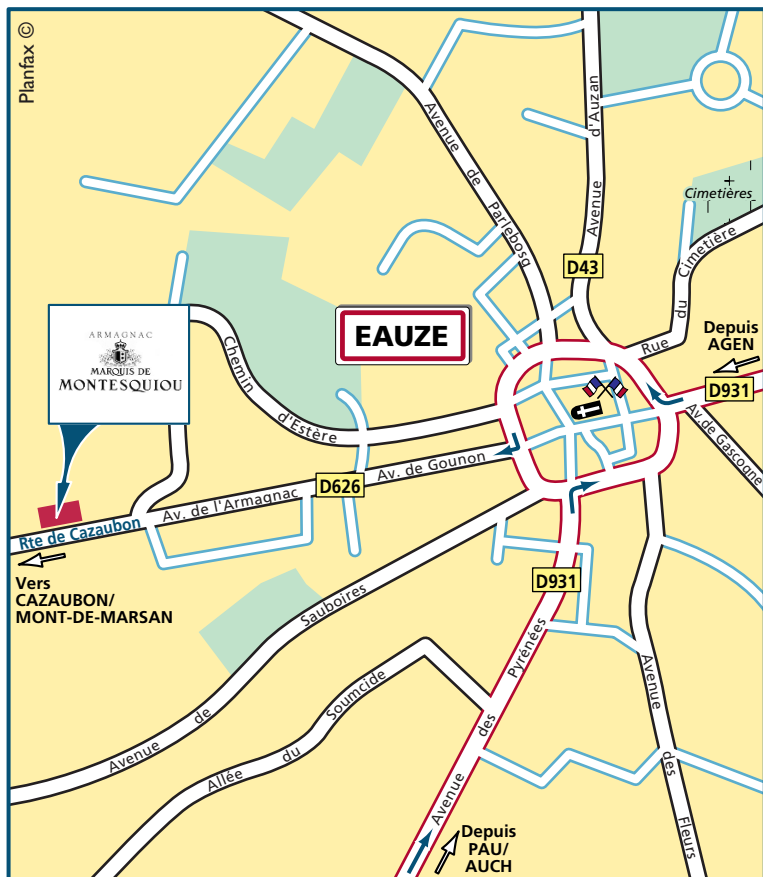 Planfax ©
Avenue de Parlebosq
Avenue d'Auzan
Cimetières
D43
Rue du Cimetière
EAUZE
Depuis
AGEN
D931
Av. de Gascogne
ARMAGNAC
MARQUIS DE
MONTESQUIOU
Chemin d'Estère
Av. de Gounon
D626
Av. de l'Armagnac
Rte de Cazaubon
Vers
CAZAUBON/
MONT-DE-MARSAN
D931
Avenue de Sauboires
Allée du Soumcide
Avenue des Pyrénées
Avenue des Fleurs
Depuis
PAU/
AUCH